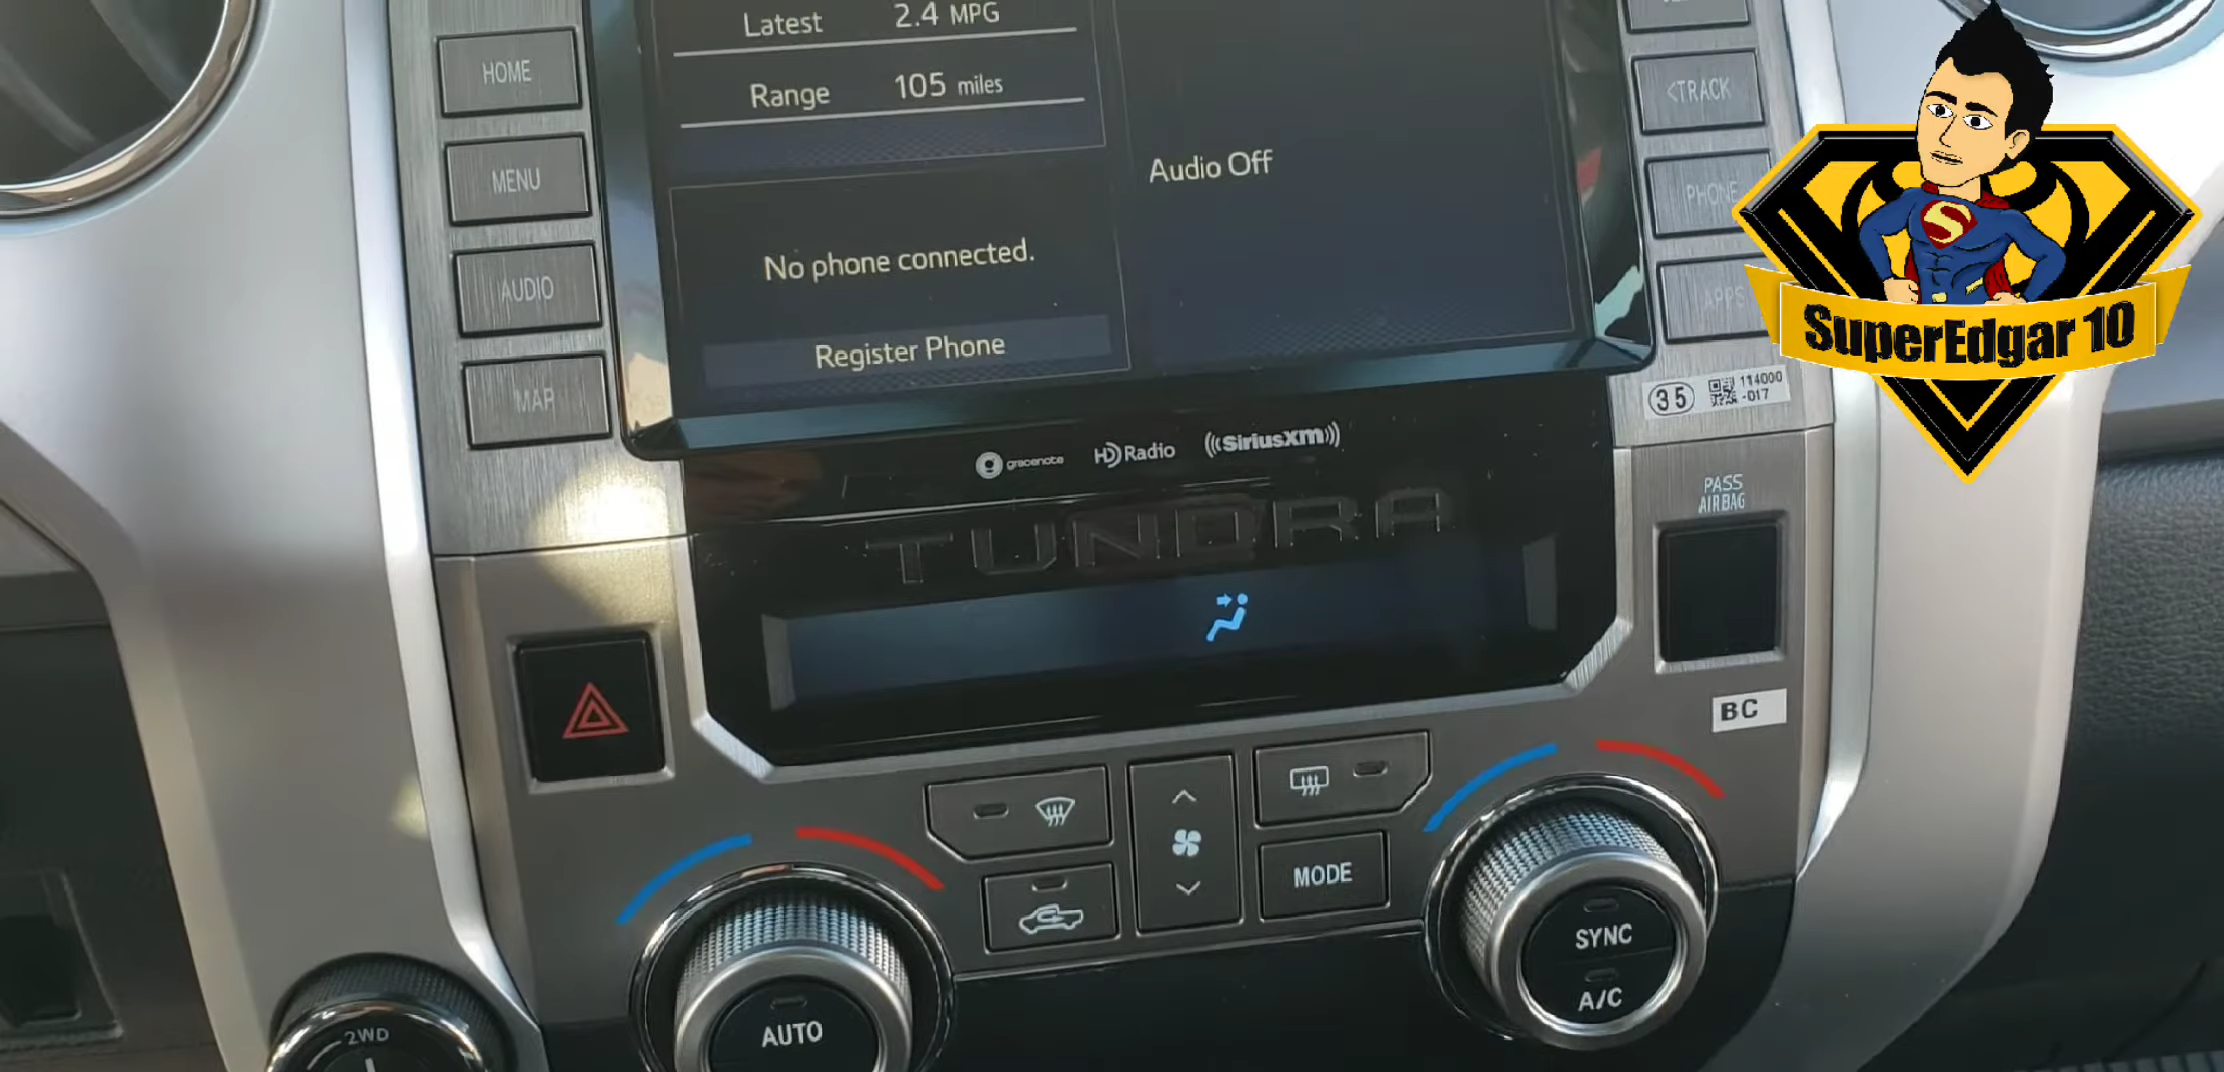 Latest 2.4 MPG
Range 105 miles
HOME
MENU
AUDIO
MAP
No phone connected.
Register Phone
Audio Off
<TRACK
PHONE
APPS
SuperEdgar 10
35 114000
-017
gracenote HD Radio SiriusXM
TUNDRA
PASS
AIRBAG
BC
MODE
SYNC
A/C
AUTO
2WD